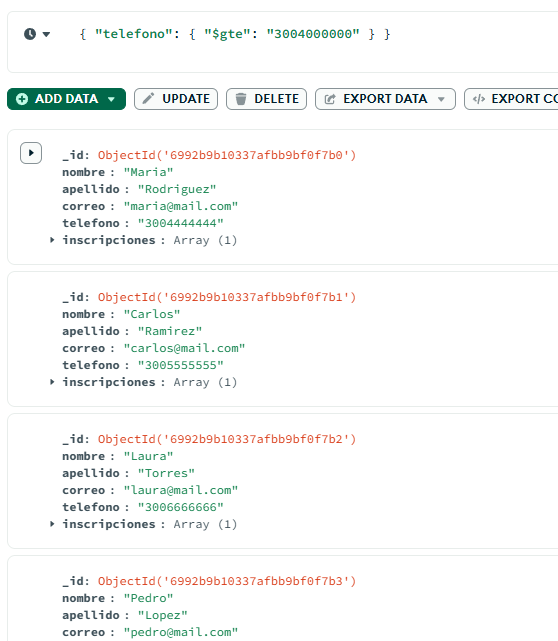 { "telefono": { "$gte": "3004000000" } }
ADD DATA UPDATE DELETE EXPORT DATA </> EXPORT CO
_id: ObjectId('6992b9b10337afbb9bf0f7b0')
nombre : "Maria"
apellido : "Rodriguez"
correo : "maria@mail.com"
telefono : "3004444444"
inscripciones : Array (1)
_id: ObjectId('6992b9b10337afbb9bf0f7b1')
nombre : "Carlos"
apellido : "Ramirez"
correo : "carlos@mail.com"
telefono : "3005555555"
inscripciones : Array (1)
_id: ObjectId('6992b9b10337afbb9bf0f7b2')
nombre : "Laura"
apellido : "Torres"
correo : "laura@mail.com"
telefono : "3006666666"
inscripciones : Array (1)
_id: ObjectId('6992b9b10337afbb9bf0f7b3')
nombre : "Pedro"
apellido : "Lopez"
correo : "pedro@mail.com"